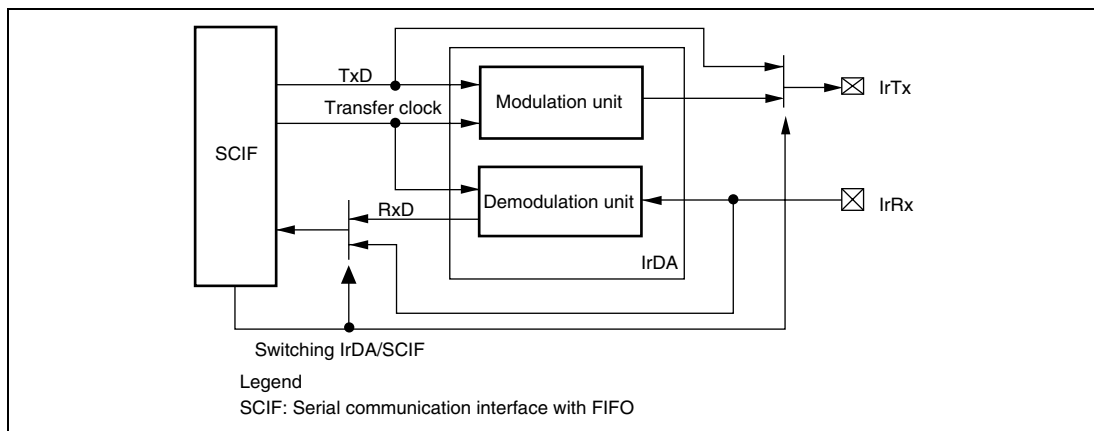 TxD
Modulation unit
IrTx
Transfer clock
SCIF
Demodulation unit
IrRx
RxD
IrDA
Switching IrDA/SCIF
Legend
SCIF: Serial communication interface with FIFO